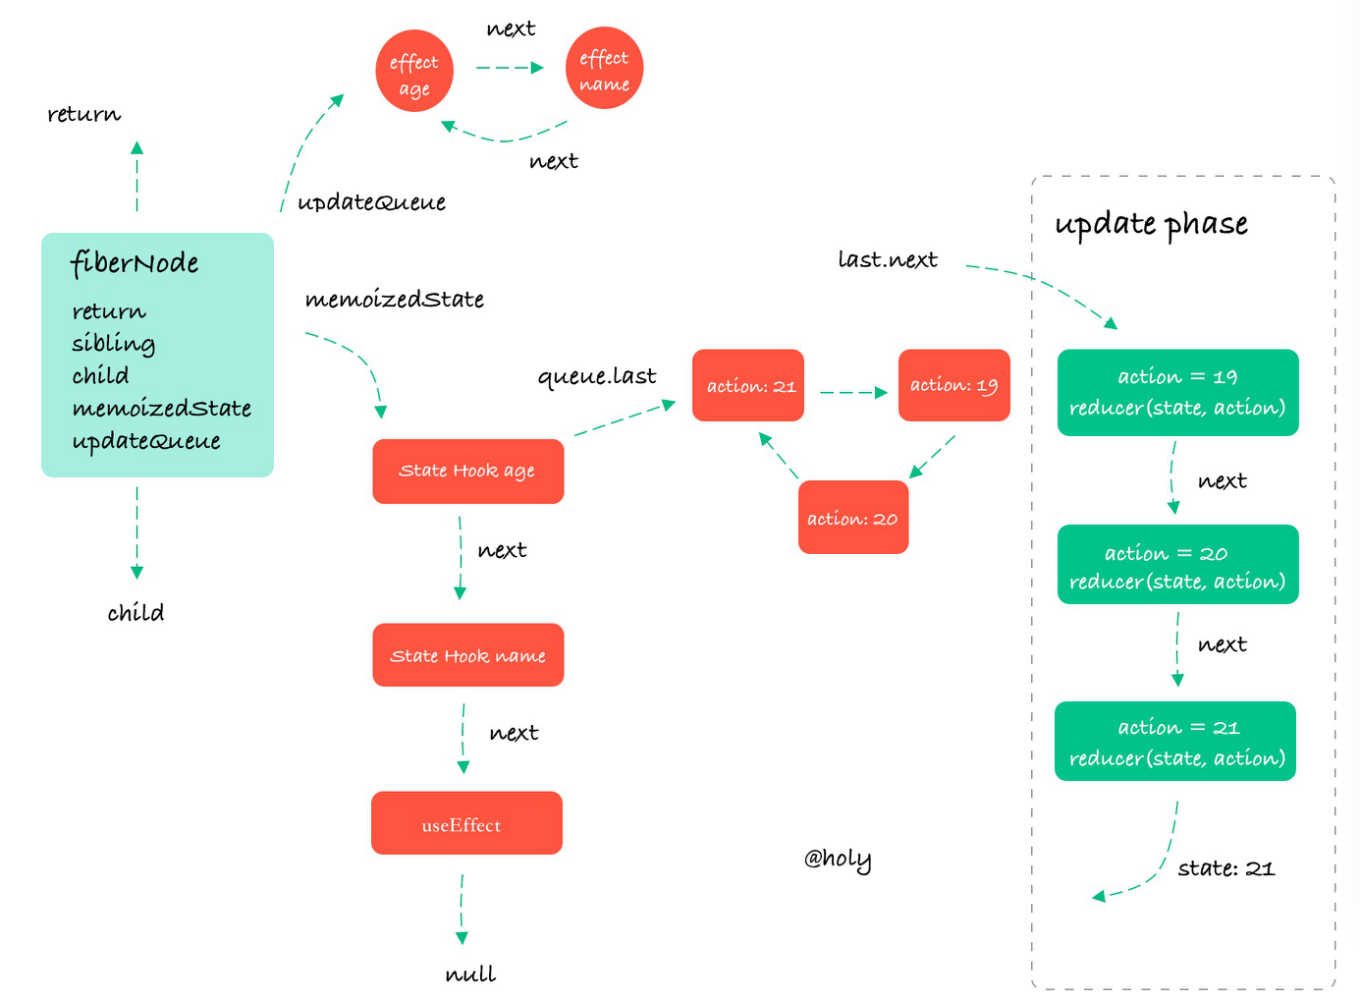 next
effect
age
effect
name
next
return
updateQueue
fiberNode
return
sibling
child
memoizedState
updateQueue
child
memoizedState
State Hook age
next
State Hook name
next
useEffect
null
queue.last
action: 21
action: 19
action: 20
@holy
last.next
update phase
action = 19
reducer(state, action)
next
action = 20
reducer(state, action)
next
action = 21
reducer(state, action)
state: 21